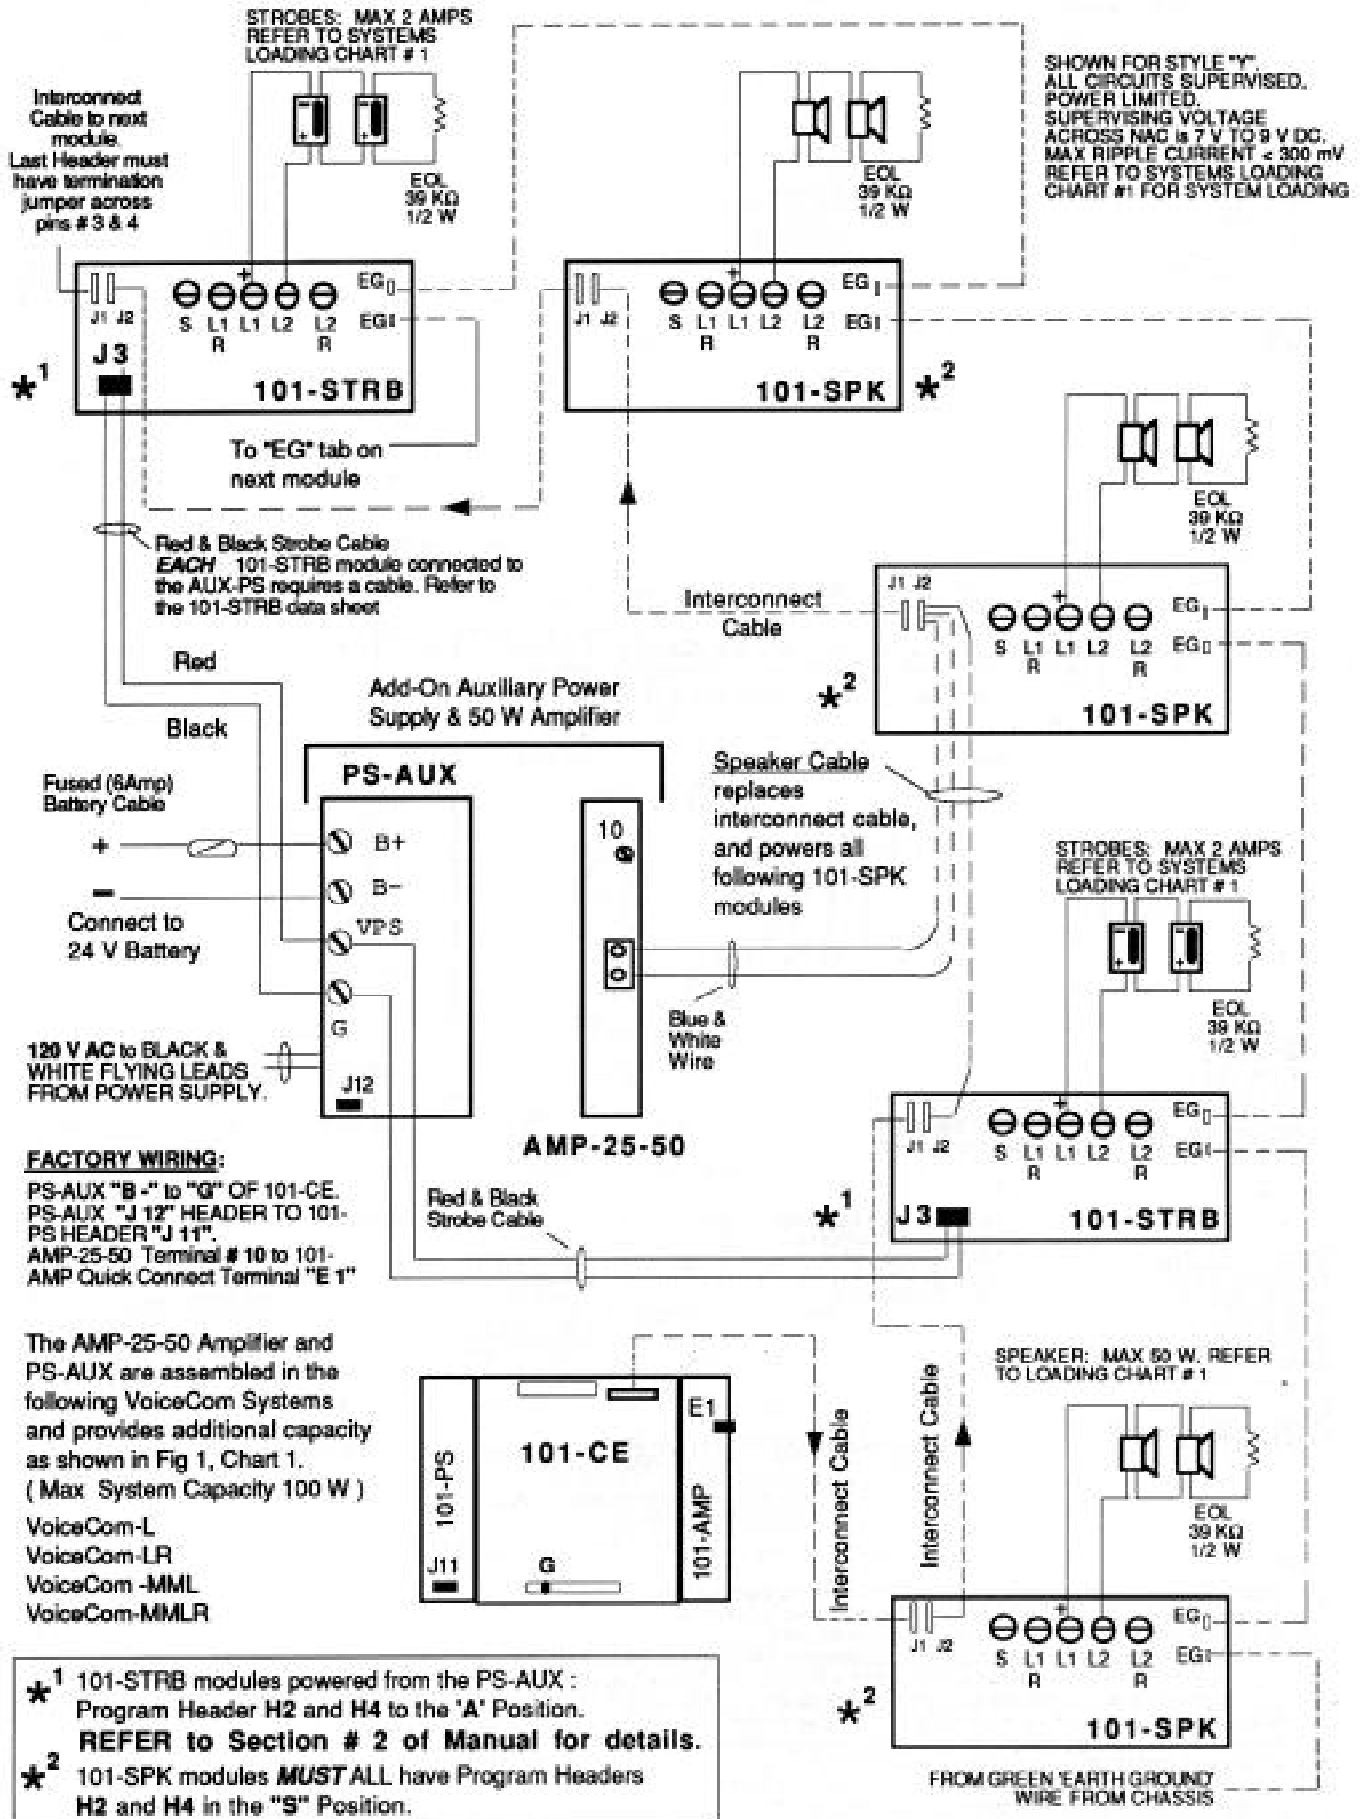 STROBES: MAX 2 AMPS
REFER TO SYSTEMS
LOADING CHART # 1
Interconnect
Cable to next
module.
Last Header must
have termination
jumper across
pins # 3 & 4
EOL
39 KΩ
1/2 W
EOL
39 KΩ
1/2 W
SHOWN FOR STYLE "Y".
ALL CIRCUITS SUPERVISED.
POWER LIMITED.
SUPERVISING VOLTAGE
ACROSS NAC is 7 V TO 9 V DC.
MAX RIPPLE CURRENT < 300 mV
REFER TO SYSTEMS LOADING
CHART #1 FOR SYSTEM LOADING
J1 J2
+
S L1 L1 L2 L2
R R
EG
EG
J3
101-STRB
*1
J1 J2
+
S L1 L1 L2 L2
R R
EG
EG
101-SPK
*2
To "EG" tab on
next module
Red & Black Strobe Cable
EACH 101-STRB module connected to
the AUX-PS requires a cable. Refer to
the 101-STRB data sheet
EOL
39 KΩ
1/2 W
Interconnect
Cable
J1 J2
+
S L1 L1 L2 L2
R R
EG
EG
101-SPK
*2
Red
Black
Add-On Auxiliary Power
Supply & 50 W Amplifier
PS-AUX
Fused (6Amp)
Battery Cable
+
-
Connect to
24 V Battery
B+
B-
VPS
G
J12
10
AMP-25-50
Speaker Cable
replaces
interconnect cable,
and powers all
following 101-SPK
modules
Blue &
White
Wire
STROBES: MAX 2 AMPS
REFER TO SYSTEMS
LOADING CHART # 1
EOL
39 KΩ
1/2 W
120 V AC to BLACK &
WHITE FLYING LEADS
FROM POWER SUPPLY.
J1 J2
+
S L1 L1 L2 L2
R R
EG
EG
J3
101-STRB
*1
FACTORY WIRING:
PS-AUX "B -" to "G" OF 101-CE.
PS-AUX "J 12" HEADER TO 101-
PS HEADER "J 11".
AMP-25-50 Terminal # 10 to 101-
AMP Quick Connect Terminal "E 1"
Red & Black
Strobe Cable
The AMP-25-50 Amplifier and
PS-AUX are assembled in the
following VoiceCom Systems
and provides additional capacity
as shown in Fig 1, Chart 1.
( Max System Capacity 100 W )
VoiceCom-L
VoiceCom-LR
VoiceCom -MML
VoiceCom-MMLR
101-PS
J11
101-CE
G
E1
101-AMP
Interconnect Cable
Interconnect Cable
SPEAKER: MAX 50 W. REFER
TO LOADING CHART # 1
EOL
39 KΩ
1/2 W
J1 J2
+
S L1 L1 L2 L2
R R
EG
EG
101-SPK
*2
FROM GREEN 'EARTH GROUND'
WIRE FROM CHASSIS
*1 101-STRB modules powered from the PS-AUX :
Program Header H2 and H4 to the 'A' Position.
REFER to Section # 2 of Manual for details.
*2 101-SPK modules MUST ALL have Program Headers
H2 and H4 in the "S" Position.